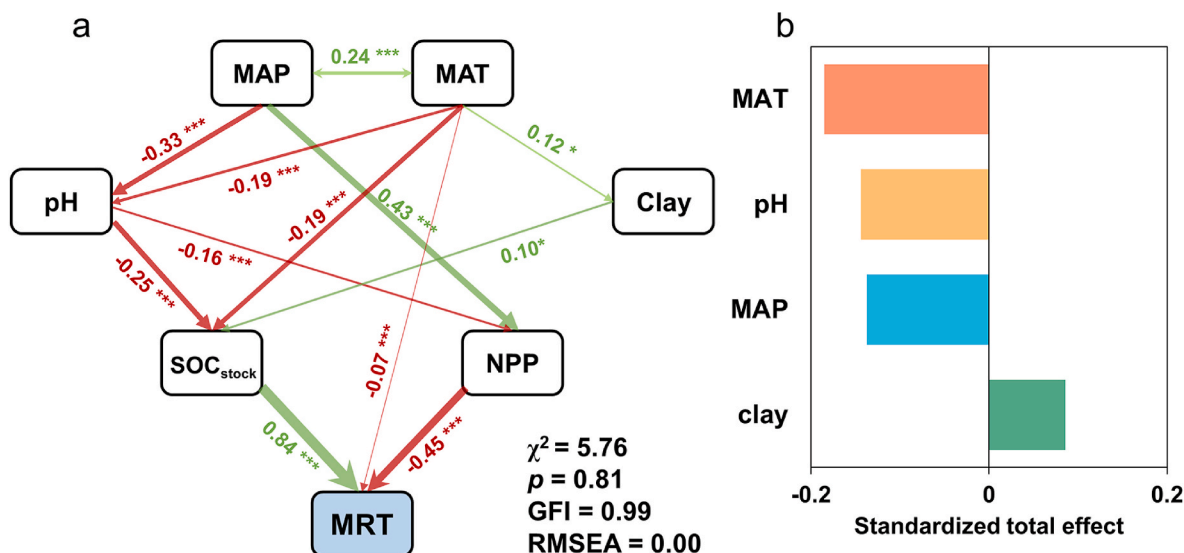 a
0.24 ***
MAP
MAT
-0.33 ***
0.12 *
-0.19 ***
pH
Clay
-0.19 ***
0.43 ***
0.10*
-0.16 ***
-0.25 ***
SOCstock
NPP
-0.07 ***
0.84 ***
-0.45 ***
MRT
χ² = 5.76
p = 0.81
GFI = 0.99
RMSEA = 0.00
b
MAT
pH
MAP
clay
-0.2
0
0.2
Standardized total effect